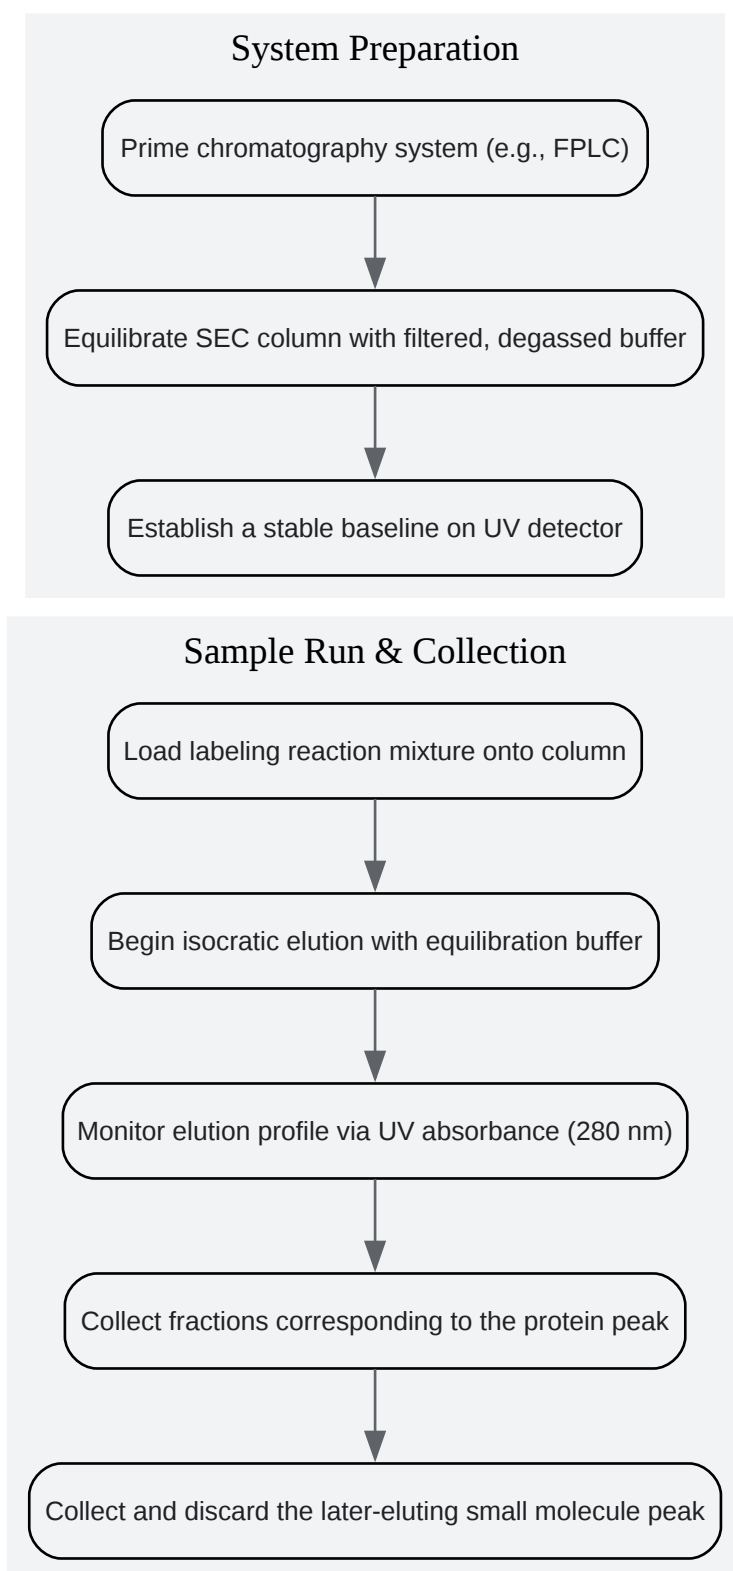 System Preparation
Prime chromatography system (e.g., FPLC)
Equilibrate SEC column with filtered, degassed buffer
Establish a stable baseline on UV detector
Sample Run & Collection
Load labeling reaction mixture onto column
Begin isocratic elution with equilibration buffer
Monitor elution profile via UV absorbance (280 nm)
Collect fractions corresponding to the protein peak
Collect and discard the later-eluting small molecule peak